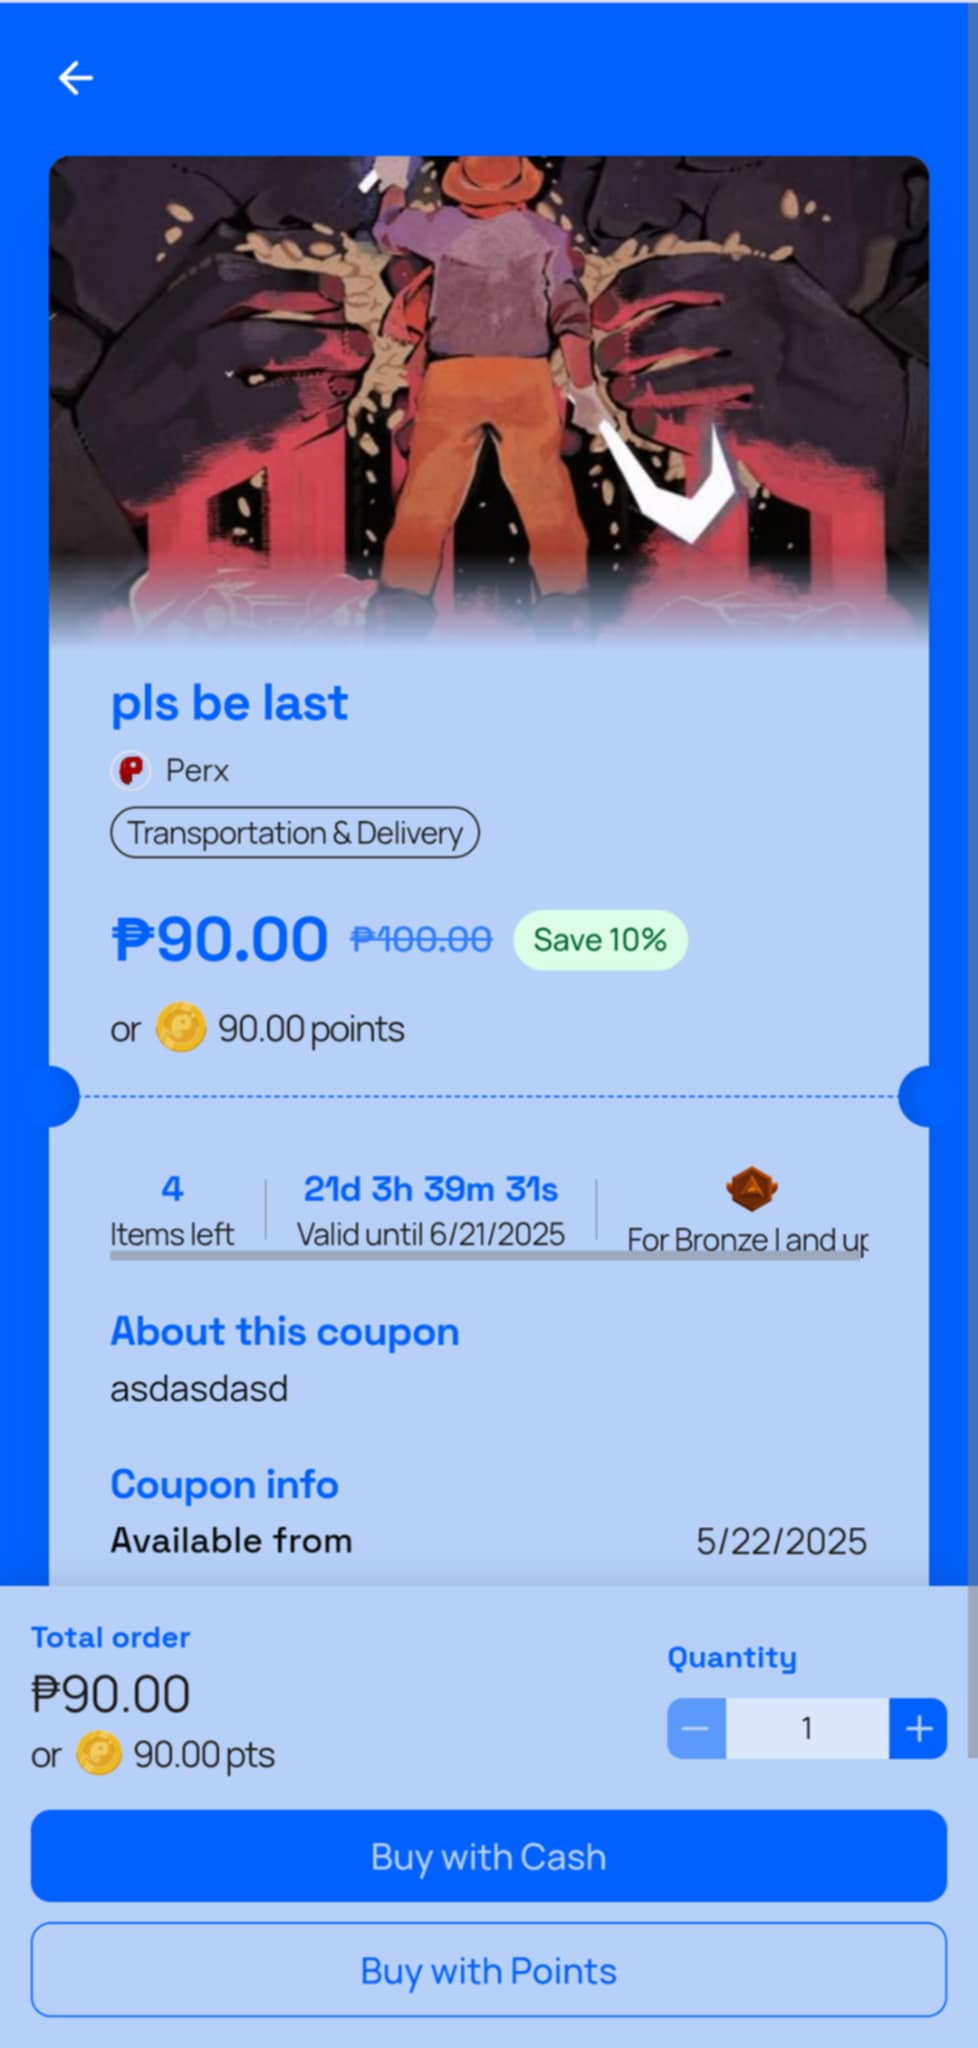 pls be last
Perx
Transportation & Delivery
₱90.00 ₱100.00 Save 10%
or 90.00 points
4
Items left
21d 3h 39m 31s
Valid until 6/21/2025
For Bronze I and up
About this coupon
asdasdasd
Coupon info
Available from 5/22/2025
Total order
₱90.00
or 90.00 pts
Quantity
1
Buy with Cash
Buy with Points